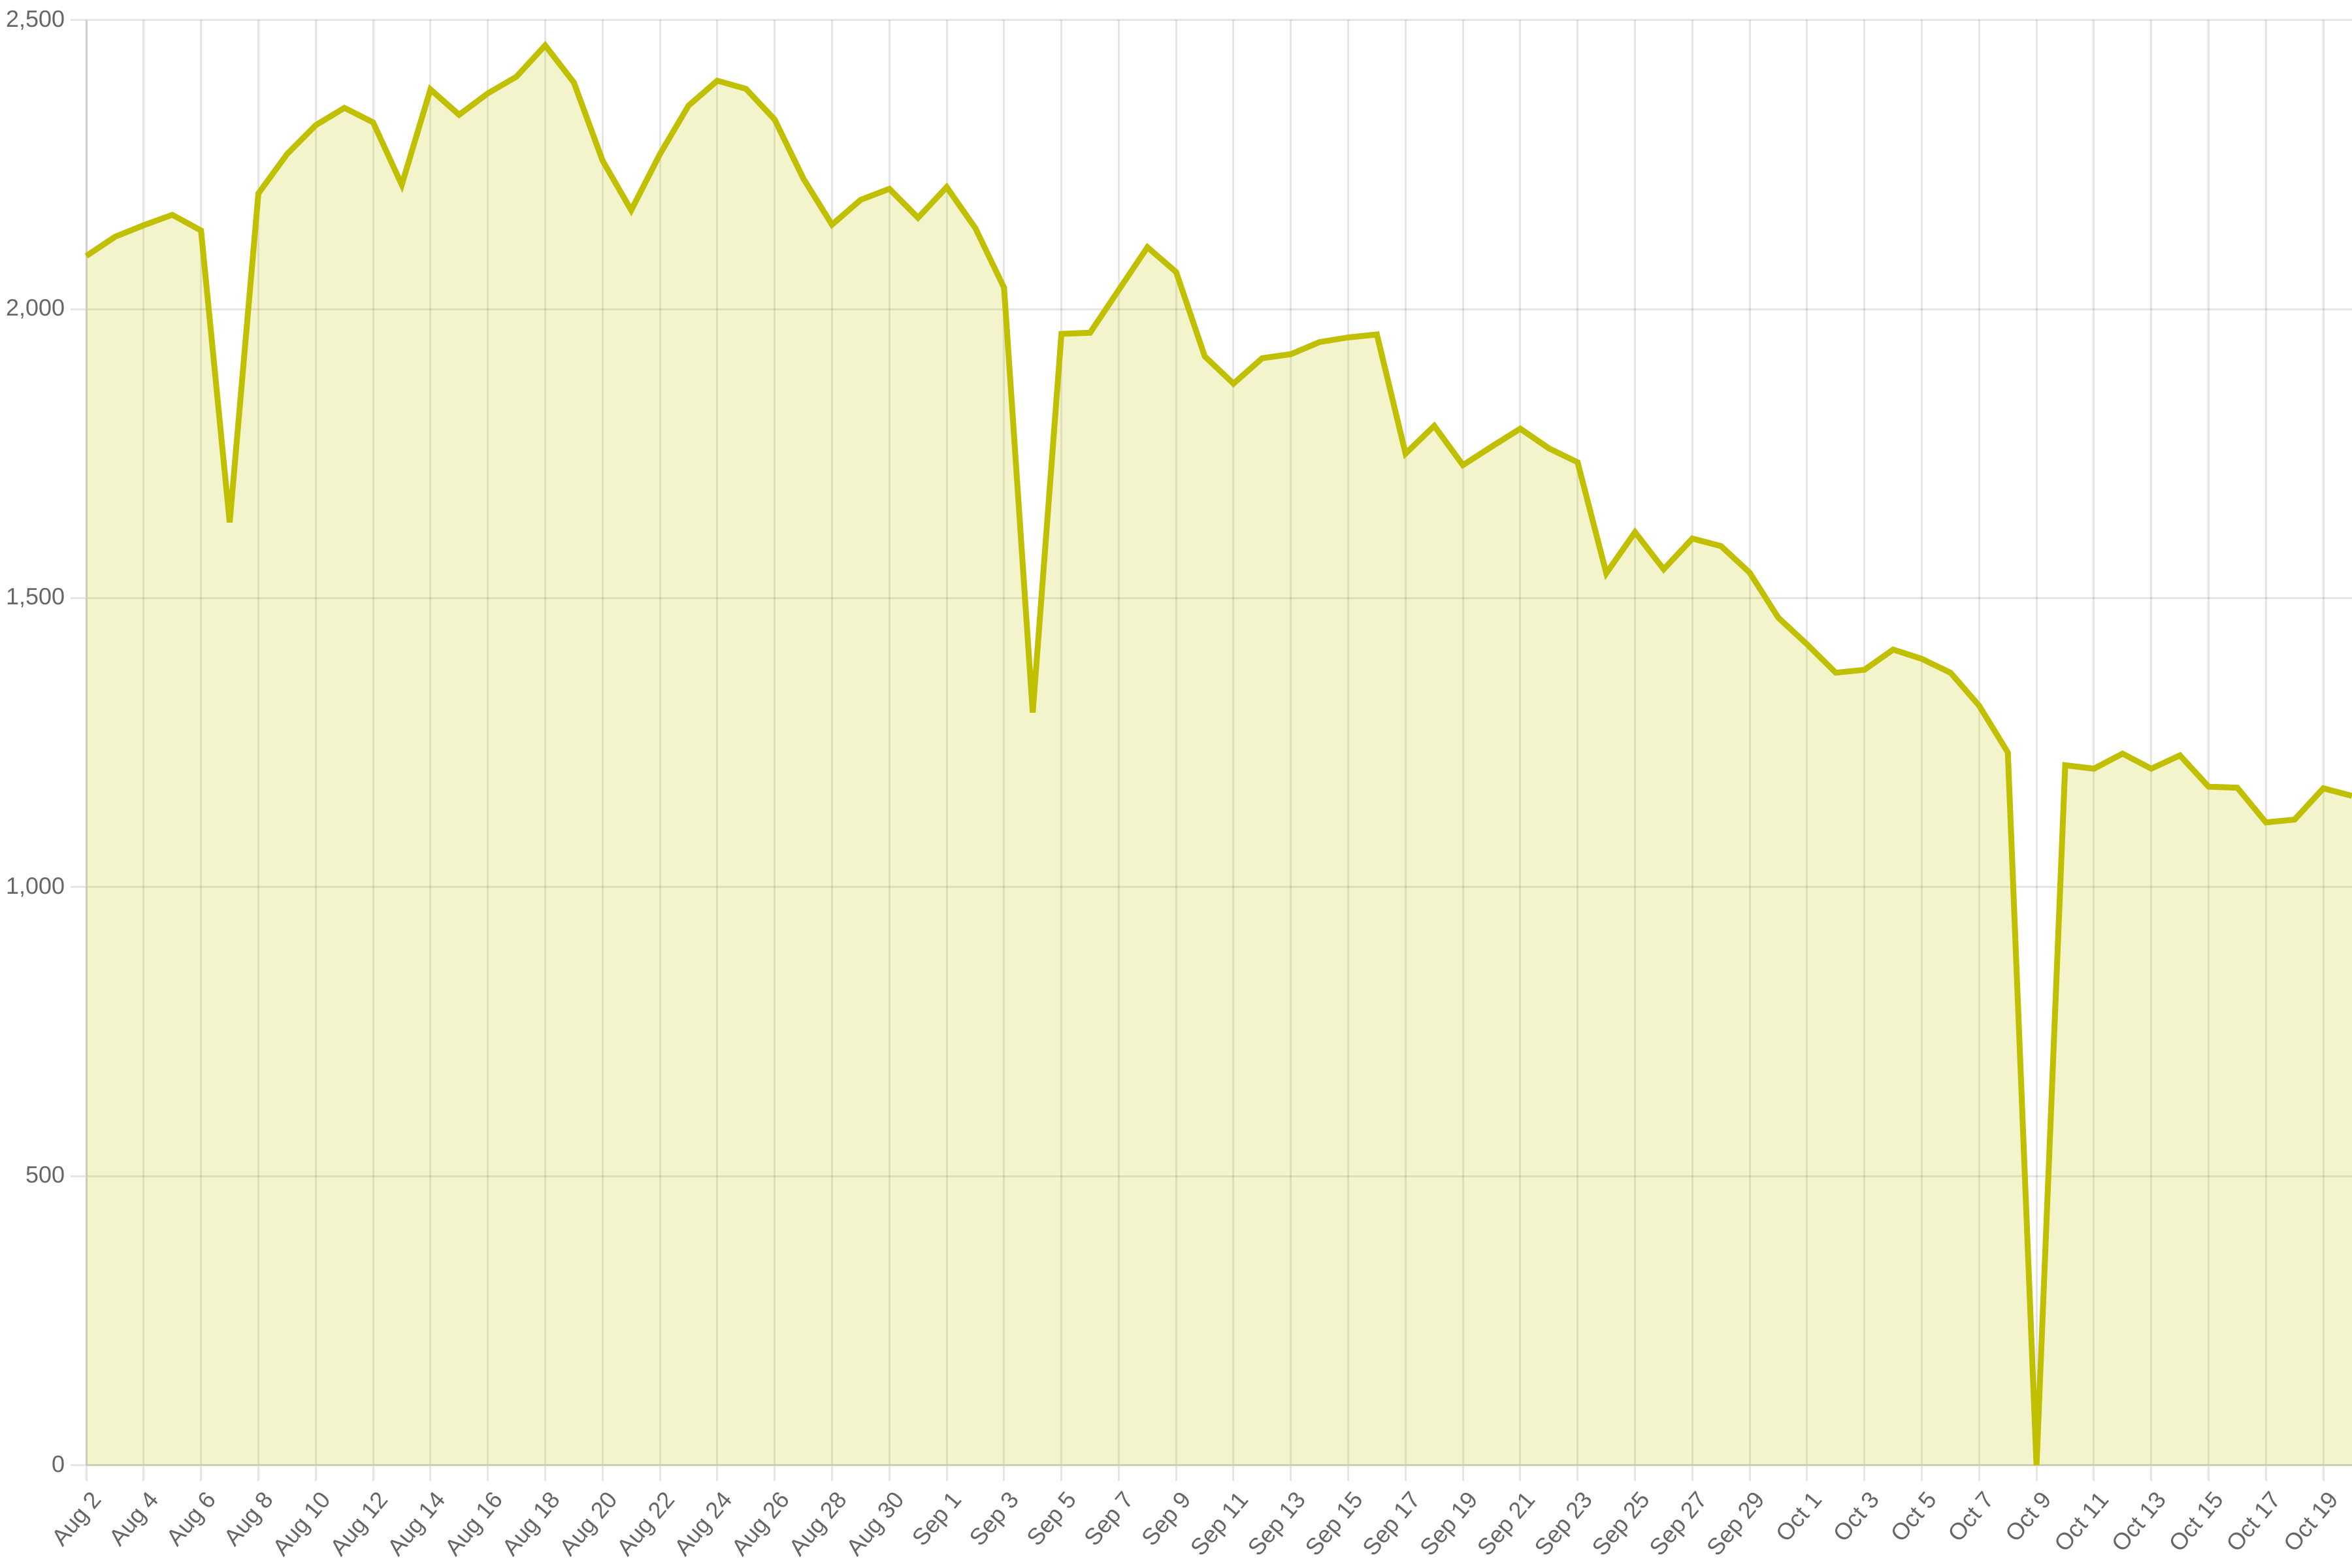 2,500
2,000
1,500
1,000
500
0
Aug 2
Aug 4
Aug 6
Aug 8
Aug 10
Aug 12
Aug 14
Aug 16
Aug 18
Aug 20
Aug 22
Aug 24
Aug 26
Aug 28
Aug 30
Sep 1
Sep 3
Sep 5
Sep 7
Sep 9
Sep 11
Sep 13
Sep 15
Sep 17
Sep 19
Sep 21
Sep 23
Sep 25
Sep 27
Sep 29
Oct 1
Oct 3
Oct 5
Oct 7
Oct 9
Oct 11
Oct 13
Oct 15
Oct 17
Oct 19